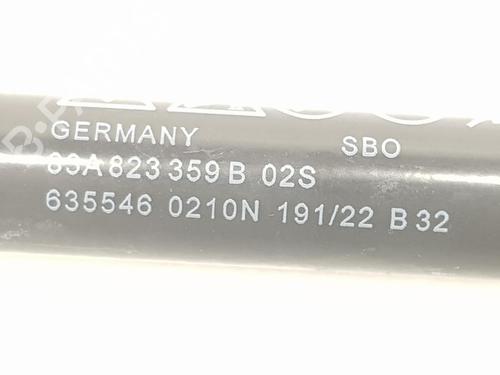 GERMANY SBO
83A 823 359 B 02S
635546 0210N 191/22 B 32